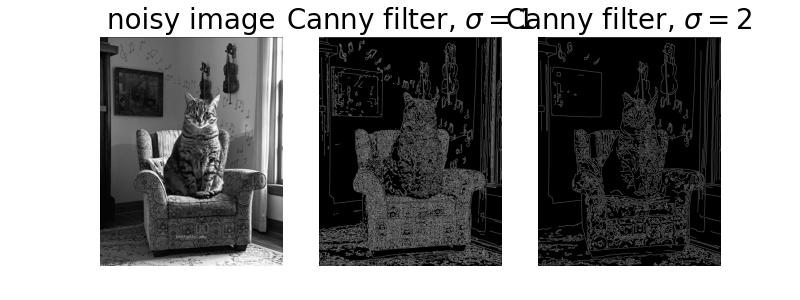 noisy image
Canny filter, σ = 1
Canny filter, σ = 2